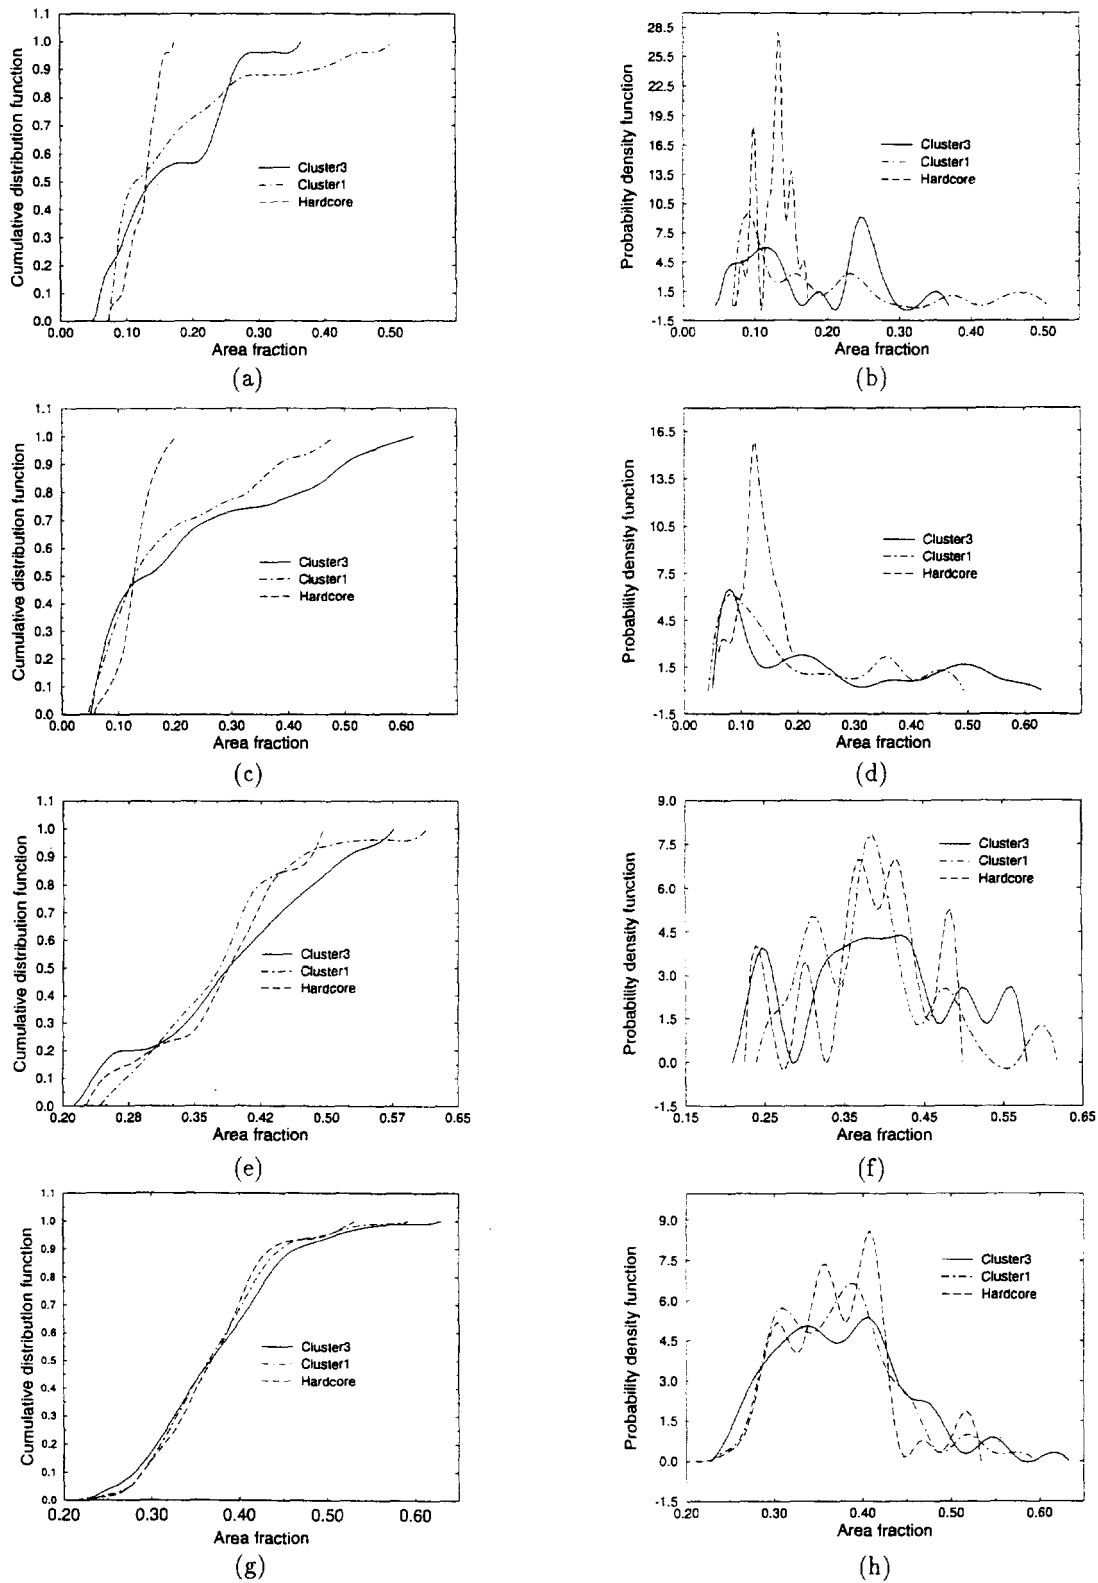 Cumulative distribution function
1.1
1.0
0.9
0.8
0.7
0.6
0.5
0.4
0.3
0.2
0.1
0.0
0.00 0.10 0.20 0.30 0.40 0.50
Area fraction
Cluster3
Cluster1
Hardcore
(a)
Probability density function
28.5
25.5
22.5
19.5
16.5
13.5
10.5
7.5
4.5
1.5
-1.5
0.00 0.10 0.20 0.30 0.40 0.50
Area fraction
Cluster3
Cluster1
Hardcore
(b)
Cumulative distribution function
1.1
1.0
0.9
0.8
0.7
0.6
0.5
0.4
0.3
0.2
0.1
0.0
0.00 0.10 0.20 0.30 0.40 0.50 0.60
Area fraction
Cluster3
Cluster1
Hardcore
(c)
Probability density function
16.5
13.5
10.5
7.5
4.5
1.5
-1.5
0.00 0.10 0.20 0.30 0.40 0.50 0.60
Area fraction
Cluster3
Cluster1
Hardcore
(d)
Cumulative distribution function
1.1
1.0
0.9
0.8
0.7
0.6
0.5
0.4
0.3
0.2
0.1
0.0
0.20 0.28 0.35 0.42 0.50 0.57 0.65
Area fraction
Cluster3
Cluster1
Hardcore
(e)
Probability density function
9.0
7.5
6.0
4.5
3.0
1.5
0.0
-1.5
0.15 0.25 0.35 0.45 0.55 0.65
Area fraction
Cluster3
Cluster1
Hardcore
(f)
Cumulative distribution function
1.1
1.0
0.9
0.8
0.7
0.6
0.5
0.4
0.3
0.2
0.1
0.0
0.20 0.30 0.40 0.50 0.60
Area fraction
Cluster3
Cluster1
Hardcore
(g)
Probability density function
9.0
7.5
6.0
4.5
3.0
1.5
0.0
-1.5
0.20 0.30 0.40 0.50 0.60
Area fraction
Cluster3
Cluster1
Hardcore
(h)